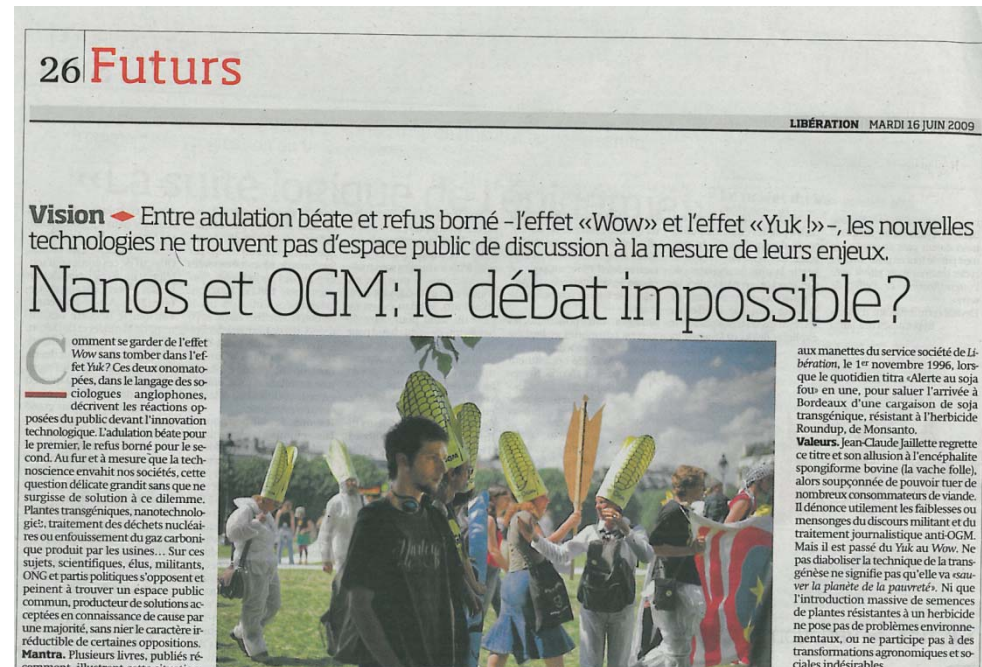 26 Futurs
LIBÉRATION MARDI 16 JUIN 2009
Vision Entre adulation béate et refus borné –l'effet «Wow» et l'effet «Yuk !»–, les nouvelles
technologies ne trouvent pas d'espace public de discussion à la mesure de leurs enjeux.
Nanos et OGM: le débat impossible?
Comment se garder de l'effet
Wow sans tomber dans l'ef-
fet Yuk? Ces deux onomato-
pées, dans le langage des so-
ciologues anglophones,
décrivent les réactions op-
posées du public devant l'innovation
technologique. L'adulation béate pour
le premier, le refus borné pour le se-
cond. Au fur et à mesure que la tech-
noscience envahit nos sociétés, cette
question délicate grandit sans que ne
surgisse de solution à ce dilemme.
Plantes transgéniques, nanotechnolo-
gies, traitement des déchets nucléai-
res ou enfouissement du gaz carboni-
que produit par les usines... Sur ces
sujets, scientifiques, élus, militants,
ONG et partis politiques s'opposent et
peinent à trouver un espace public
commun, producteur de solutions ac-
ceptées en connaissance de cause par
une majorité, sans nier le caractère ir-
réductible de certaines oppositions.
Mantra. Plusieurs livres, publiés ré-
cemment, illustrent cette situation
aux manettes du service société de Li-
bération, le 1er novembre 1996, lors-
que le quotidien titra «Alerte au soja
fou» en une, pour saluer l'arrivée à
Bordeaux d'une cargaison de soja
transgénique, résistant à l'herbicide
Roundup, de Monsanto.
Valeurs. Jean-Claude Jaillette regrette
ce titre et son allusion à l'encéphalite
spongiforme bovine (la vache folle),
alors soupçonnée de pouvoir tuer de
nombreux consommateurs de viande.
Il dénonce utilement les faiblesses ou
mensonges du discours militant et du
traitement journalistique anti-OGM.
Mais il est passé du Yuk au Wow. Ne
pas diaboliser la technique de la trans-
génèse ne signifie pas qu'elle va «sau-
ver la planète de la pauvreté». Ni que
l'introduction massive de semences
de plantes résistantes à un herbicide
ne pose pas de problèmes environne-
mentaux, ou ne participe pas à des
transformations agronomiques et so-
ciales indésirables.